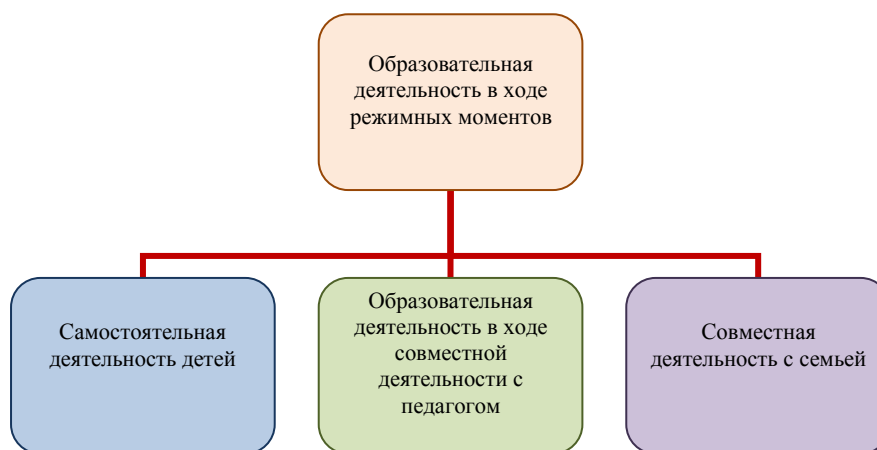 Образовательная
деятельность в ходе
режимных моментов
Самостоятельная
деятельность детей
Образовательная
деятельность в ходе
совместной
деятельности с
педагогом
Совместная
деятельность с семьей